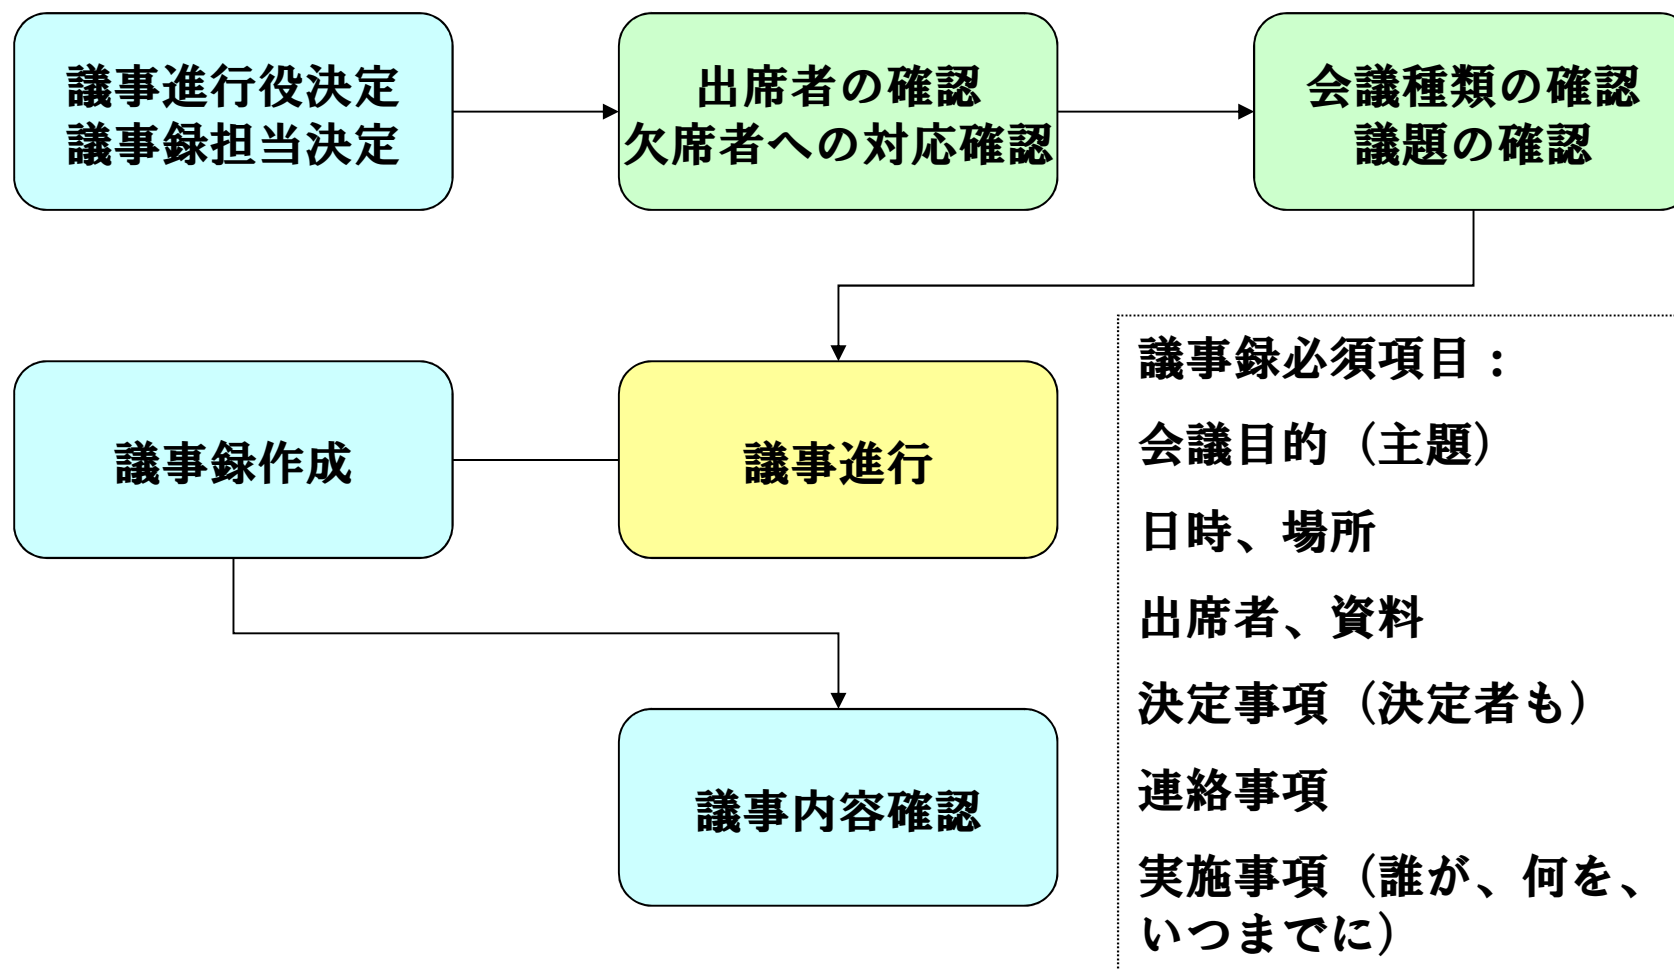 議事進行役決定
議事録担当決定
出席者の確認
欠席者への対応確認
会議種類の確認
議題の確認
議事録作成
議事進行
議事内容確認
議事録必須項目：
会議目的（主題）
日時、場所
出席者、資料
決定事項（決定者も）
連絡事項
実施事項（誰が、何を、
いつまでに）